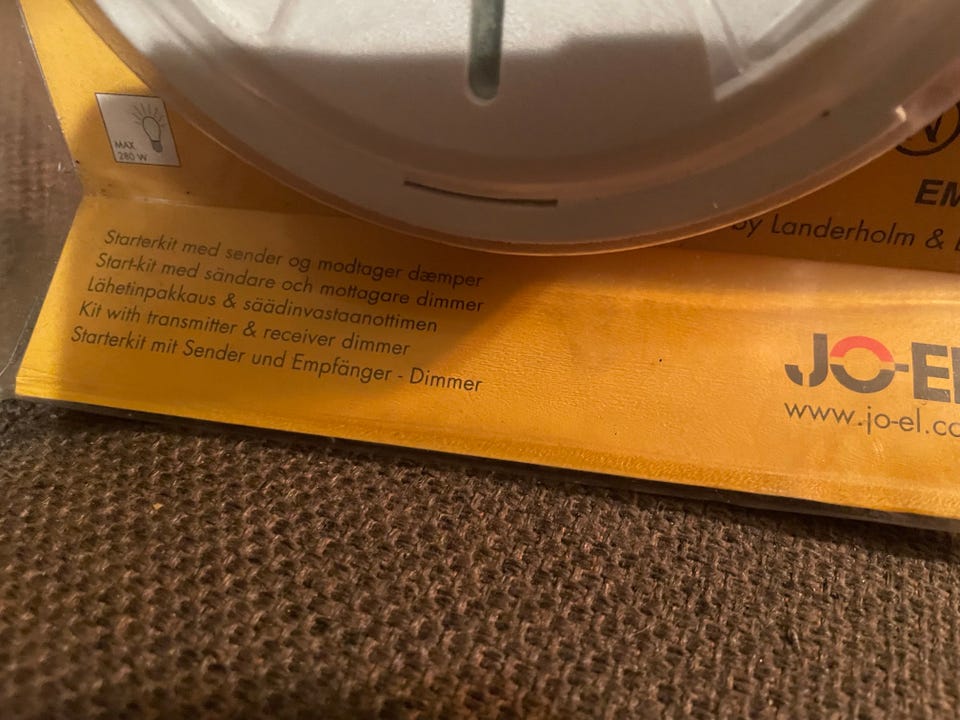 MAX
280 W
by Landerholm &
Starterkit med sender og modtager dæmper
Start-kit med sändare och mottagare dimmer
Lähetinpakkaus & säädinvastaanottimen
Kit with transmitter & receiver dimmer
Starterkit mit Sender und Empfänger - Dimmer
JO-EL
www.jo-el.co